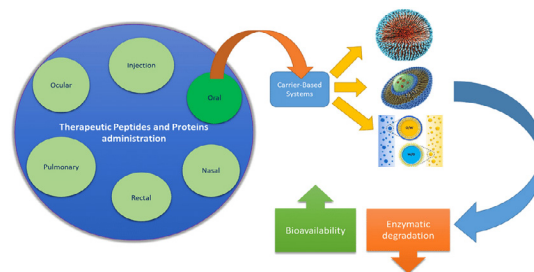 Injection
Ocular
Oral
Therapeutic Peptides and Proteins
administration
Pulmonary
Nasal
Rectal
Carrier-Based
Systems
Bioavailability
Enzymatic
degradation